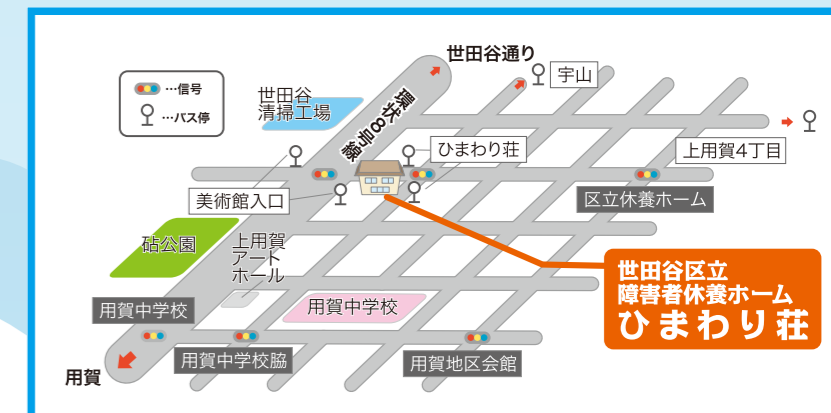 世田谷通り
宇山
…信号
…バス停
世田谷
清掃工場
環状8号線
ひまわり荘
上用賀4丁目
美術館入口
区立休養ホーム
砧公園
上用賀
アート
ホール
世田谷区立
障害者休養ホーム
ひまわり荘
用賀中学校
用賀中学校
用賀中学校脇
用賀地区会館
用賀